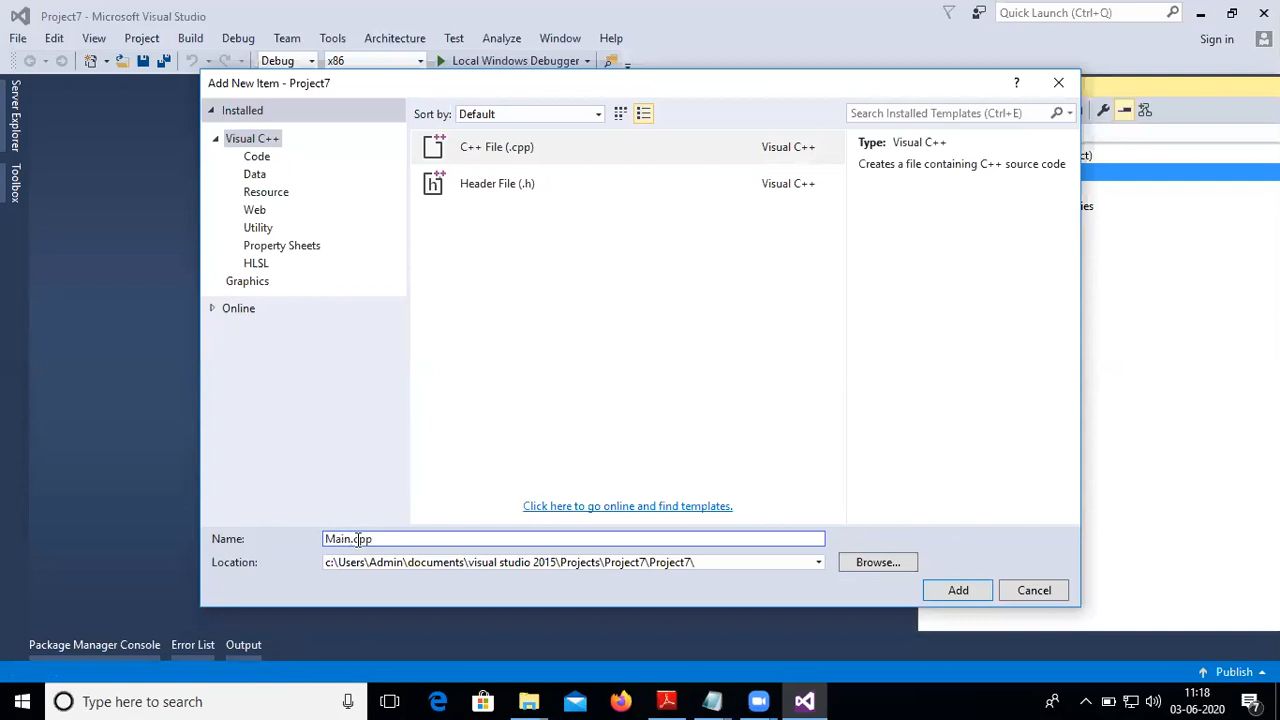 Project7 - Microsoft Visual Studio
Quick Launch (Ctrl+Q)
File Edit View Project Build Debug Team Tools Architecture Test Analyze Window Help
Sign in
Debug x86 Local Windows Debugger
Server Explorer
Toolbox
Add New Item - Project7
?
Installed
Sort by: Default
Search Installed Templates (Ctrl+E)
Visual C++
Code
Data
Resource
Web
Utility
Property Sheets
HLSL
Graphics
Online
C++ File (.cpp) Visual C++
Header File (.h) Visual C++
Type: Visual C++
Creates a file containing C++ source code
Click here to go online and find templates.
Name: Main.cpp
Location: c:\Users\Admin\documents\visual studio 2015\Projects\Project7\Project7\
Browse...
Add Cancel
Package Manager Console Error List Output
Publish
Type here to search
11:18
03-06-2020
7